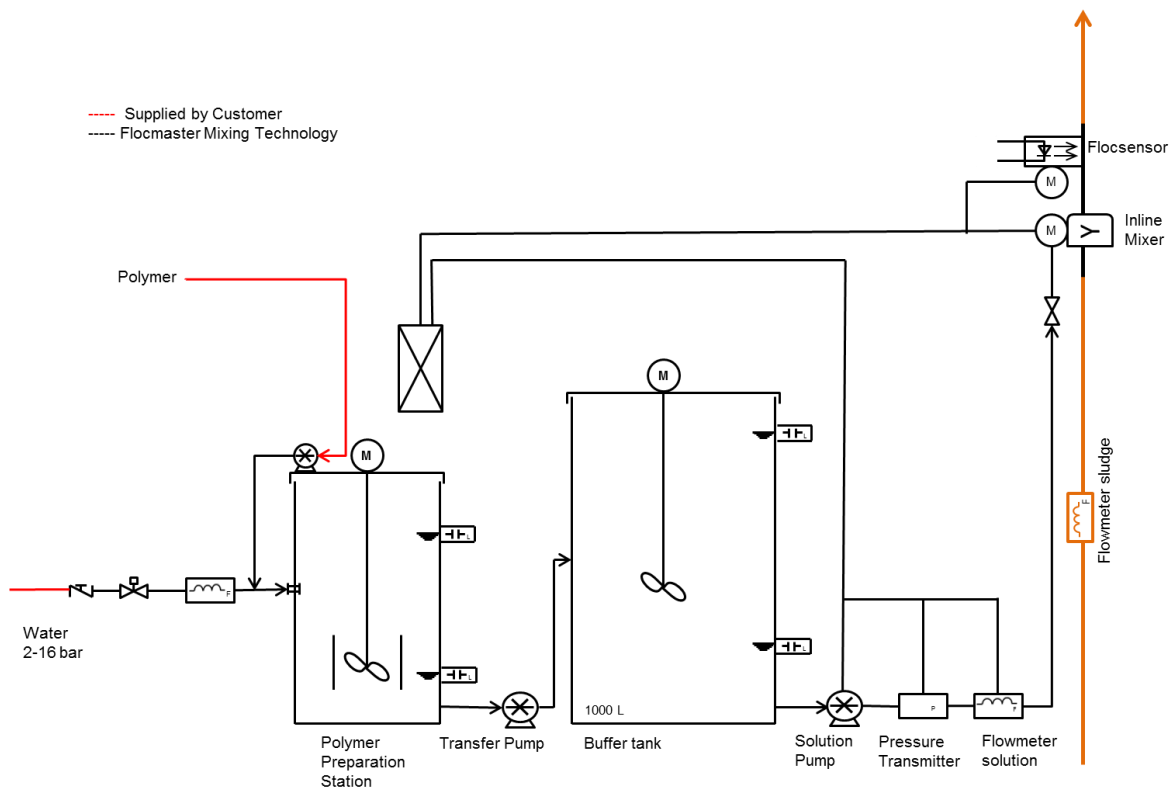 ----- Supplied by Customer
----- Flocmaster Mixing Technology
Flocsensor
M
M
Inline
Mixer
Polymer
M
M
L
L
L
L
F
Flowmeter sludge
F
Water
2-16 bar
1000 L
P
F
Polymer
Preparation
Station
Transfer Pump
Buffer tank
Solution
Pump
Pressure
Transmitter
Flowmeter
solution